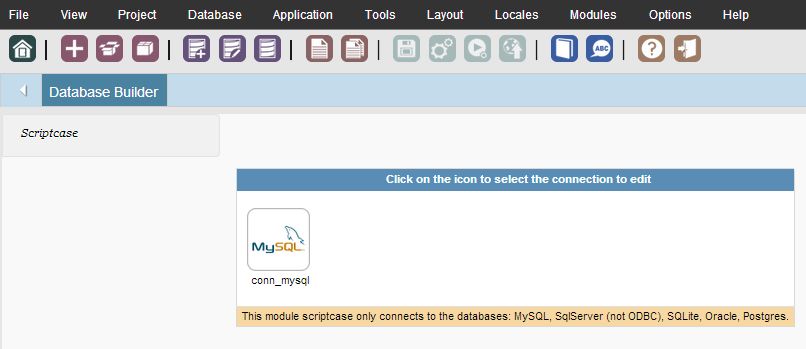 File View Project Database Application Tools Layout Locales Modules Options Help
ABC
?
Database Builder
Scriptcase
Click on the icon to select the connection to edit
MySQL
conn_mysql
This module scriptcase only connects to the databases: MySQL, SqlServer (not ODBC), SQLite, Oracle, Postgres.